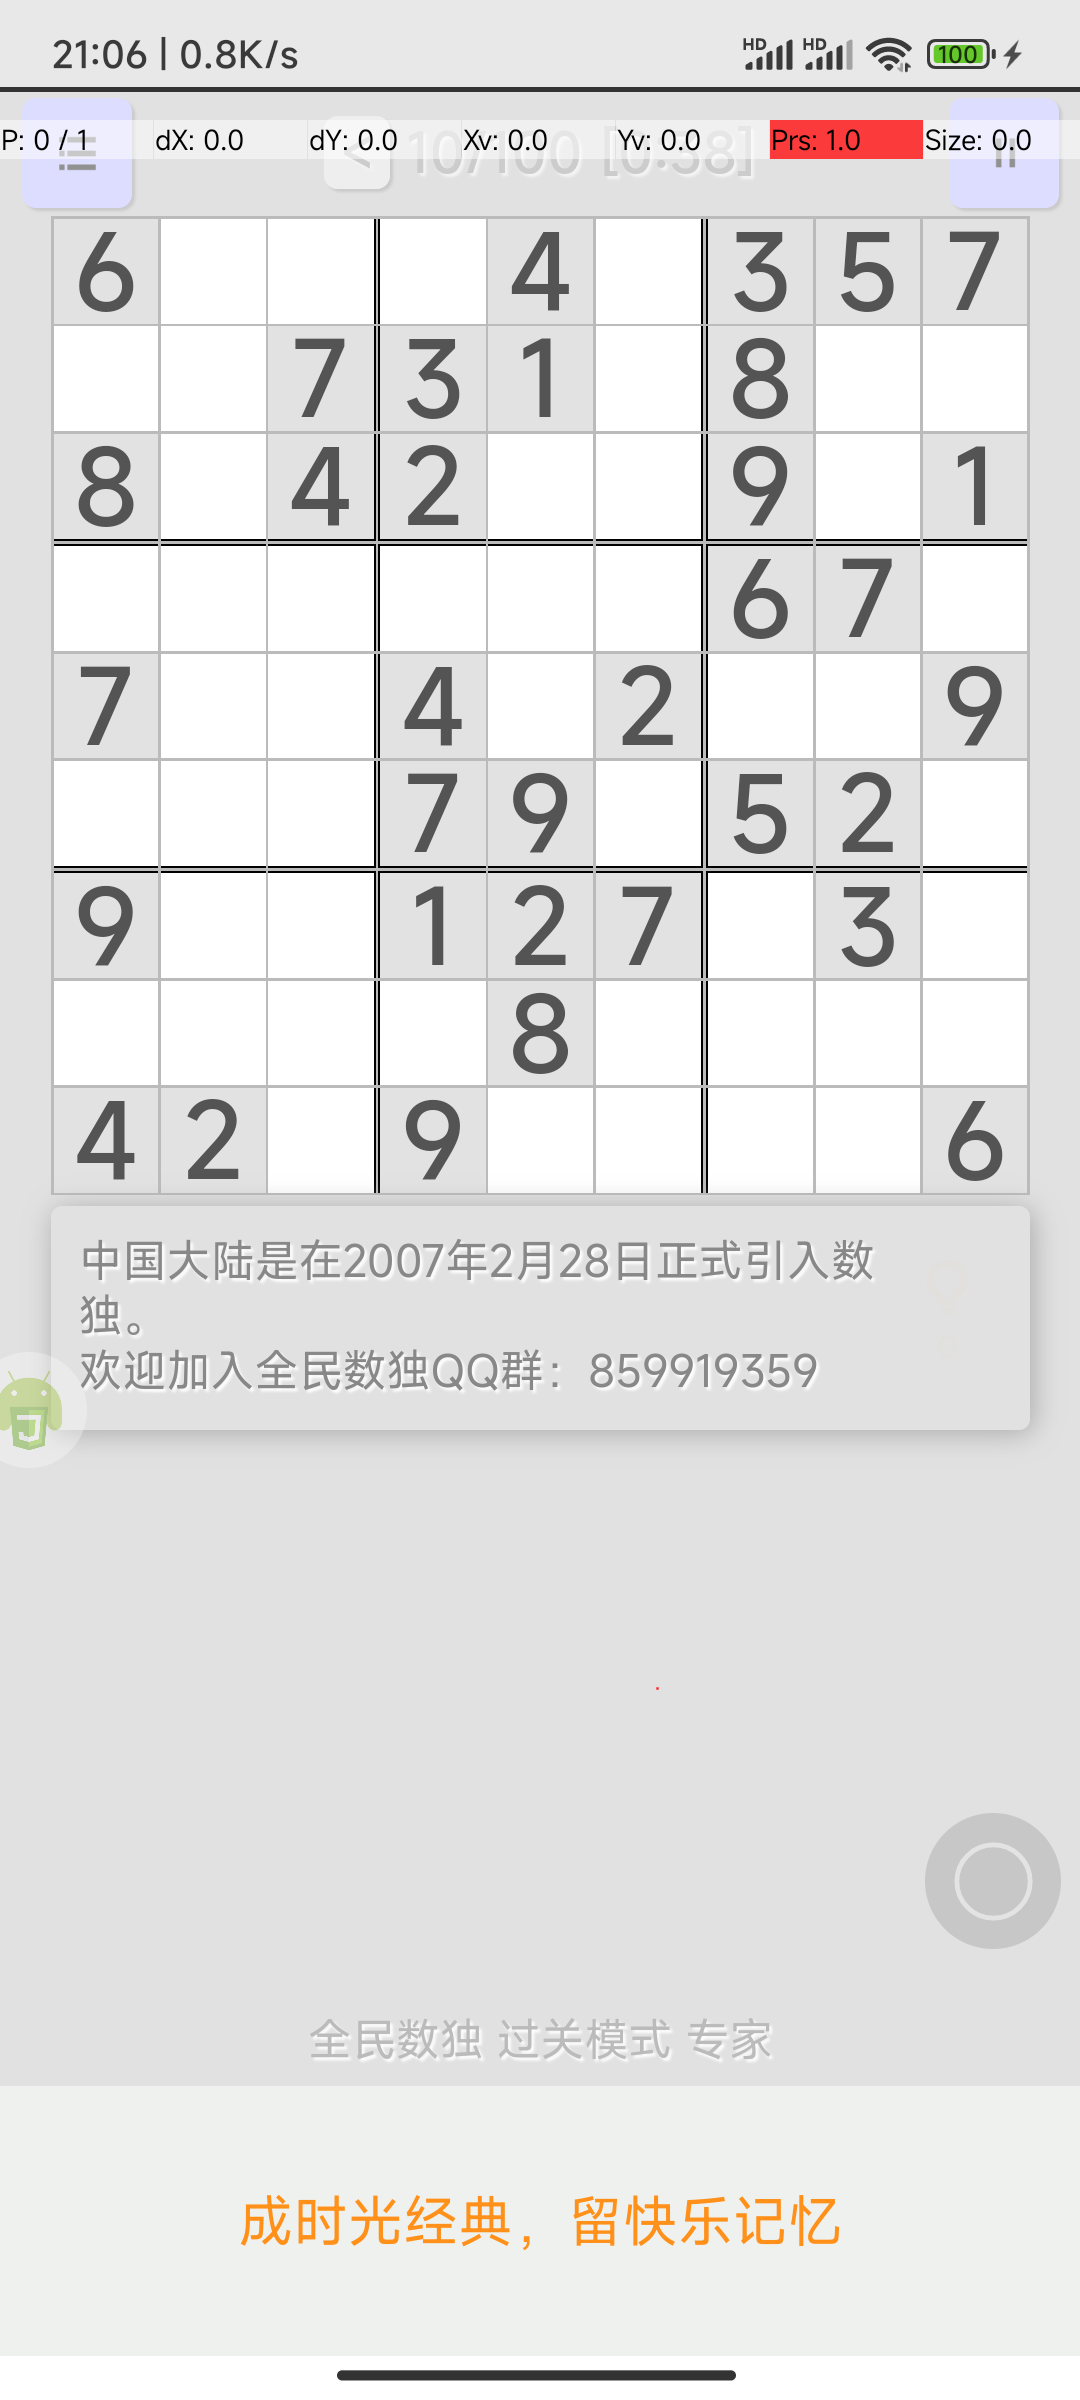 21:06 | 0.8K/s HD HD 100
P: 0 / 1 dX: 0.0 dY: 0.0 Xv: 0.0 Yv: 0.0 Prs: 1.0 Size: 0.0
< 10/100 [0:38] II
6 4 3 5 7
7 3 1 8
8 4 2 9 1
6 7
7 4 2 9
7 9 5 2
9 1 2 7 3
8
4 2 9 6
中国大陆是在2007年2月28日正式引入数
独。
欢迎加入全民数独QQ群：859919359
全民数独 过关模式 专家
成时光经典，留快乐记忆